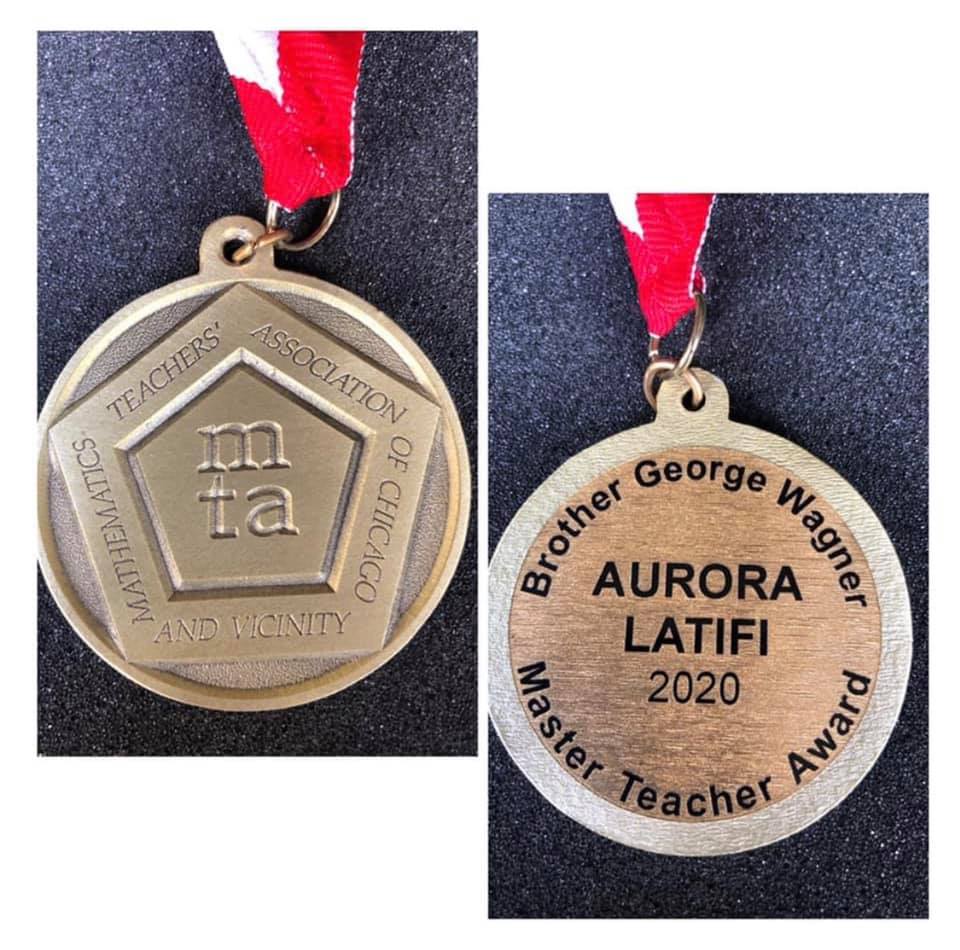 MATHEMATICS TEACHERS' ASSOCIATION OF CHICAGO
AND VICINITY
m
ta
Brother George Wagner
AURORA
LATIFI
2020
Master Teacher Award